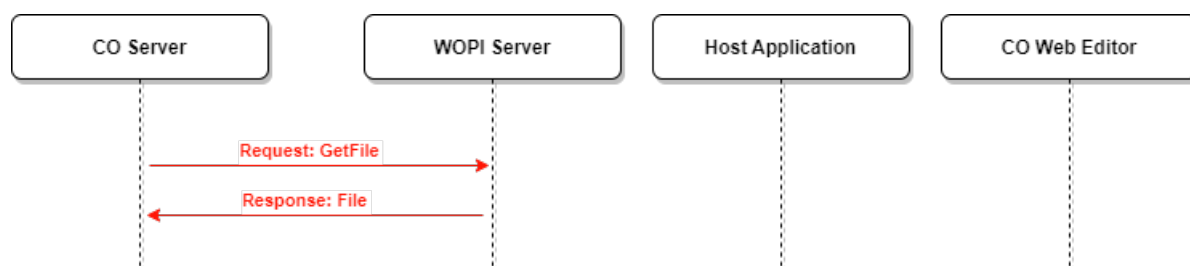 CO Server
WOPI Server
Host Application
CO Web Editor
Request: GetFile
Response: File